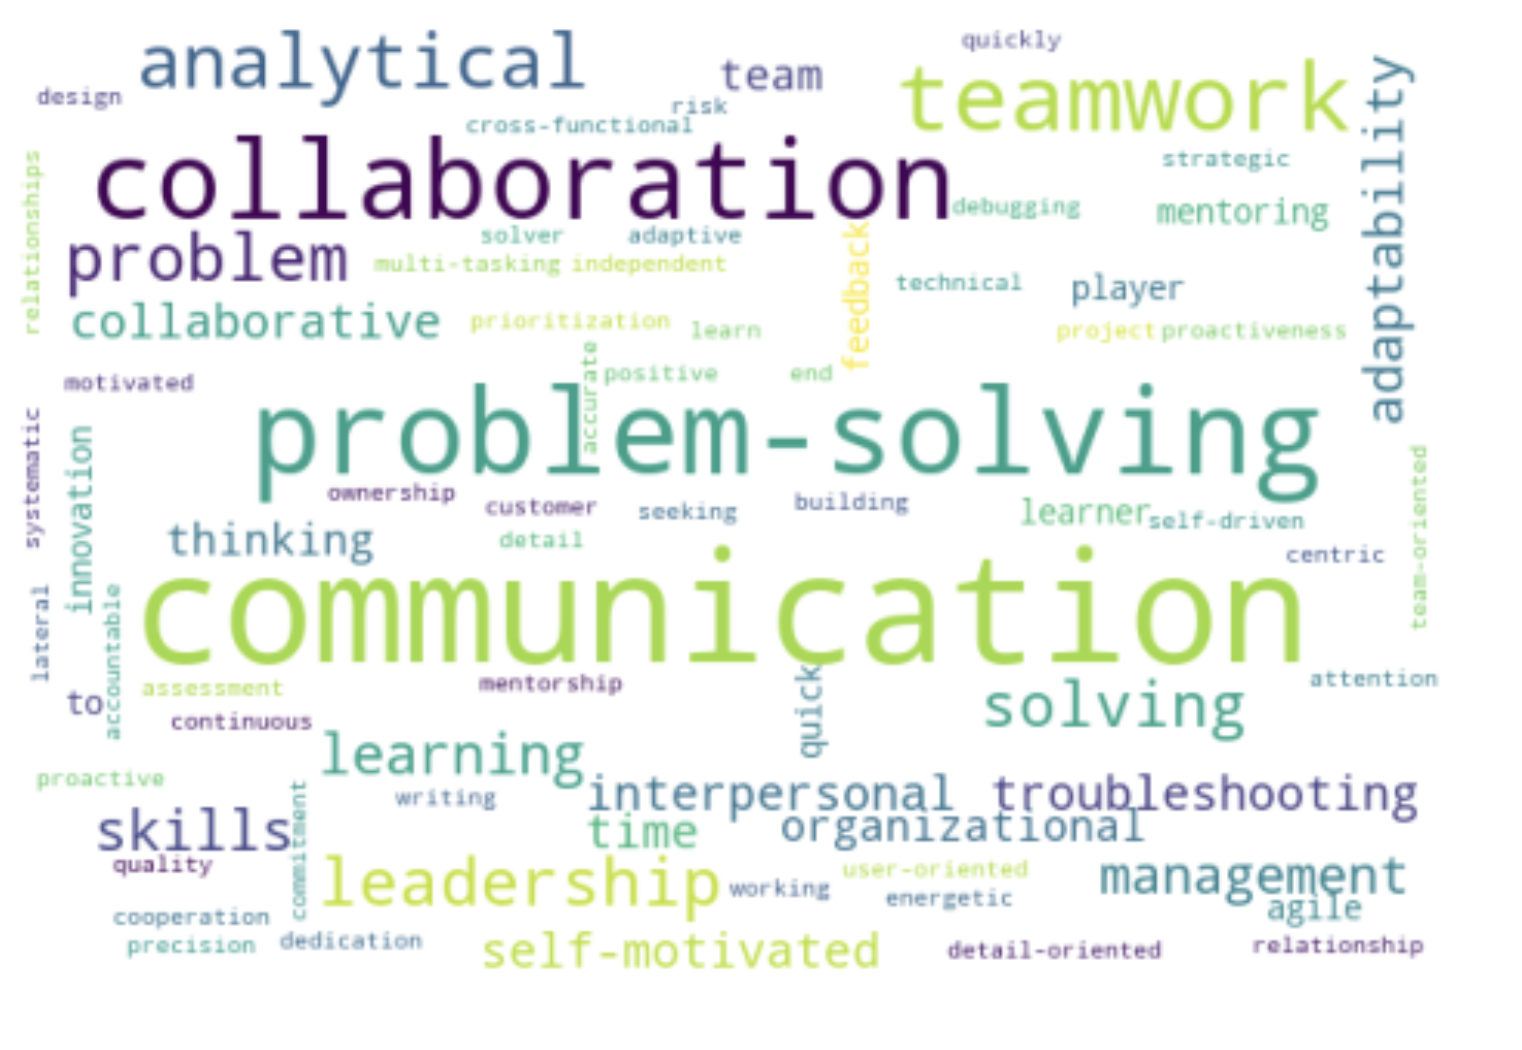 quickly
analytical
team
teamwork
adaptability
design
risk
cross-functional
collaboration
strategic
relationships
debugging
mentoring
problem
solver
adaptive
feedback
multi-tasking
independent
technical
player
collaborative
prioritization
learn
project
proactiveness
accurate
positive
end
motivated
problem-solving
systematic
innovation
ownership
customer
seeking
building
learner
self-driven
team-oriented
thinking
detail
centric
communication
lateral
accountable
assessment
mentorship
quick
attention
to
continuous
solving
learning
proactive
writing
interpersonal
troubleshooting
commitment
skills
time
organizational
quality
leadership
working
user-oriented
energetic
management
agile
cooperation
precision
dedication
self-motivated
detail-oriented
relationship